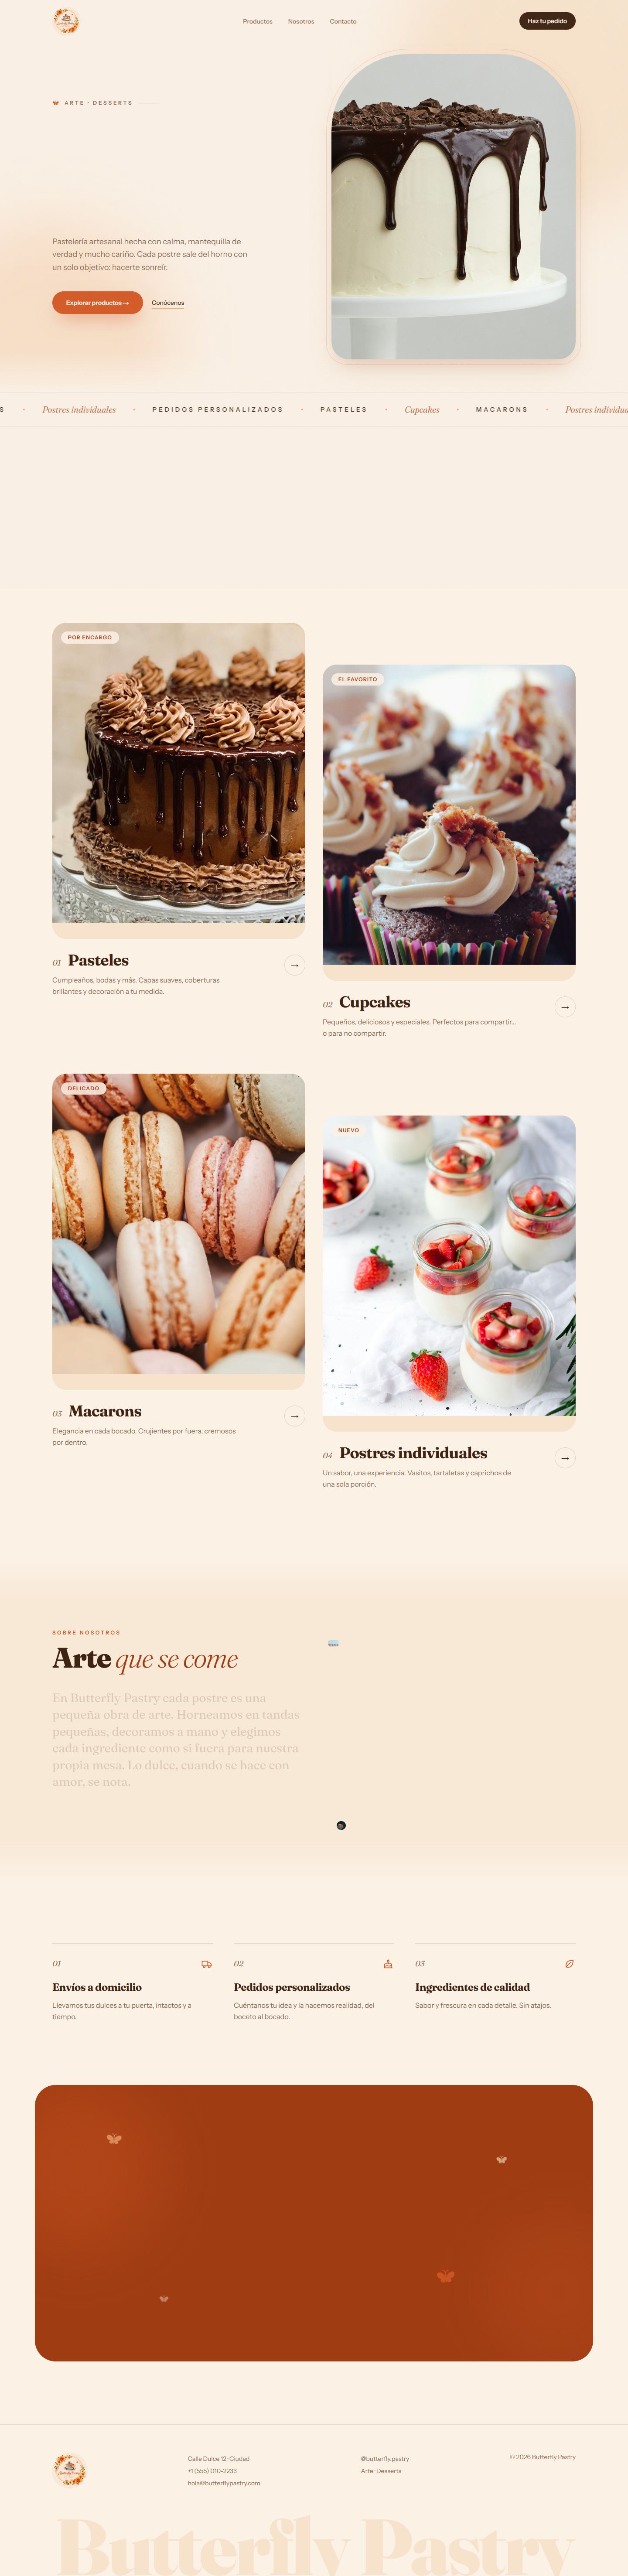 Productos
Nosotros
Contacto
Haz tu pedido
ARTE · DESSERTS
Pastelería artesanal hecha con calma, mantequilla de
verdad y mucho cariño. Cada postre sale del horno con
un solo objetivo: hacerte sonreír.
Explorar productos→
Conócenos
S
Postres individuales
PEDIDOS PERSONALIZADOS
PASTELES
Cupcakes
MACARONS
Postres individua
POR ENCARGO
EL FAVORITO
01 Pasteles
Cumpleaños, bodas y más. Capas suaves, coberturas
brillantes y decoración a tu medida.
02 Cupcakes
Pequeños, deliciosos y especiales. Perfectos para compartir...
o para no compartir.
DELICADO
NUEVO
03 Macarons
Elegancia en cada bocado. Crujientes por fuera, cremosos
por dentro.
04 Postres individuales
Un sabor, una experiencia. Vasitos, tartaletas y caprichos de
una sola porción.
SOBRE NOSOTROS
Arte que se come
En Butterfly Pastry cada postre es una
pequeña obra de arte. Horneamos en tandas
pequeñas, decoramos a mano y elegimos
cada ingrediente como si fuera para nuestra
propia mesa. Lo dulce, cuando se hace con
amor, se nota.
01
Envíos a domicilio
Llevamos tus dulces a tu puerta, intactos y a
tiempo.
02
Pedidos personalizados
Cuéntanos tu idea y la hacemos realidad, del
boceto al bocado.
03
Ingredientes de calidad
Sabor y frescura en cada detalle. Sin atajos.
Calle Dulce 12 · Ciudad
+1 (555) 010-2233
hola@butterflypastry.com
@butterfly.pastry
Arte · Desserts
© 2026 Butterfly Pastry
Butterfly Pastry